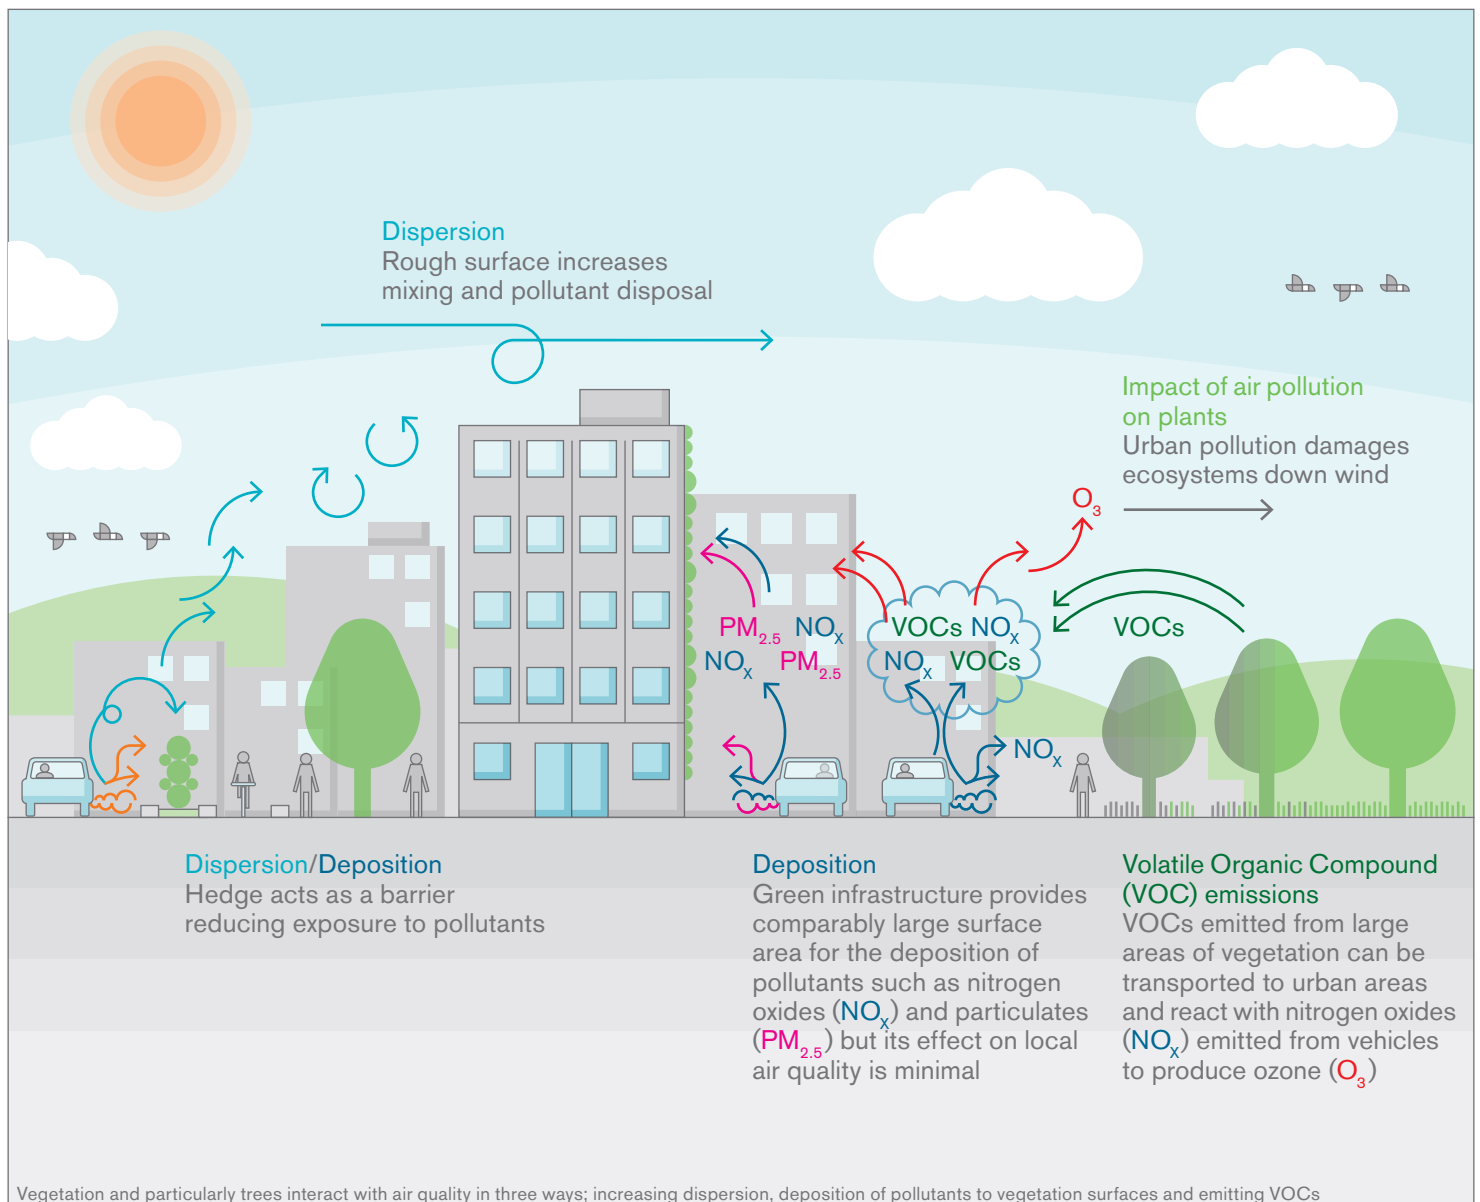 Dispersion
Rough surface increases
mixing and pollutant disposal
Impact of air pollution
on plants
Urban pollution damages
ecosystems down wind
O₃
PM₂.₅ NOₓ
NOₓ PM₂.₅
VOCs NOₓ
NOₓ VOCs
VOCs
NOₓ
Dispersion/Deposition
Hedge acts as a barrier
reducing exposure to pollutants
Deposition
Green infrastructure provides
comparably large surface
area for the deposition of
pollutants such as nitrogen
oxides (NOₓ) and particulates
(PM₂.₅) but its effect on local
air quality is minimal
Volatile Organic Compound
(VOC) emissions
VOCs emitted from large
areas of vegetation can be
transported to urban areas
and react with nitrogen oxides
(NOₓ) emitted from vehicles
to produce ozone (O₃)
Vegetation and particularly trees interact with air quality in three ways; increasing dispersion, deposition of pollutants to vegetation surfaces and emitting VOCs